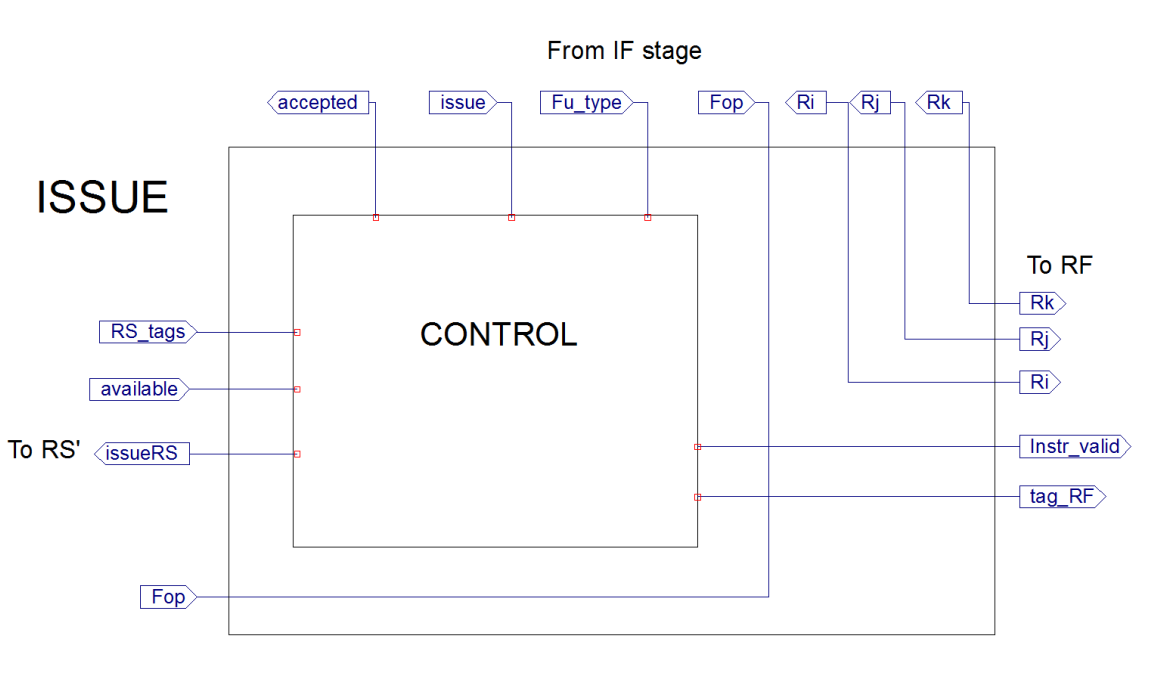 From IF stage
accepted
issue
Fu_type
Fop
Ri
Rj
Rk
ISSUE
To RF
Rk
RS_tags
CONTROL
Rj
available
Ri
To RS'
issueRS
Instr_valid
tag_RF
Fop